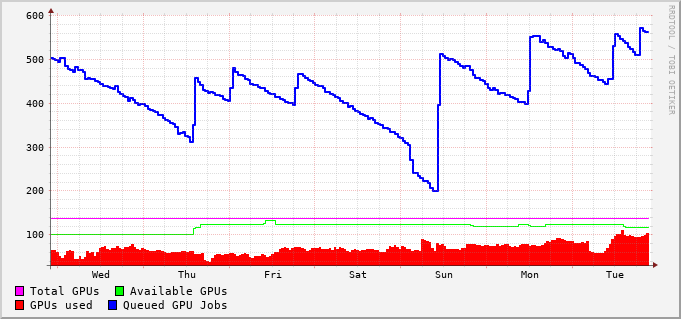 RRDTOOL / TOBI OETIKER
600
500
400
300
200
100
Wed Thu Fri Sat Sun Mon Tue
Total GPUs Available GPUs
GPUs used Queued GPU Jobs